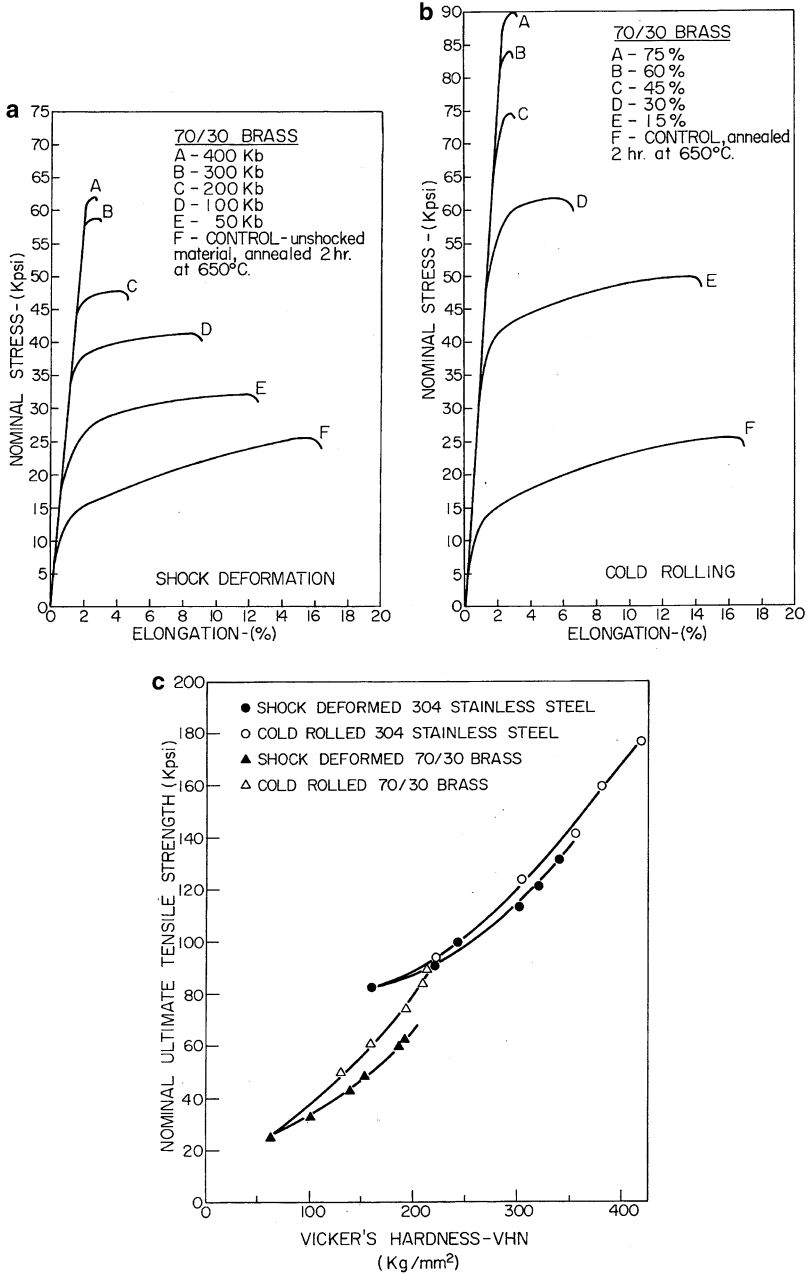 a
75
70
65
60
55
50
45
40
35
30
25
20
15
10
5
0
NOMINAL STRESS-(Kpsi)
70/30 BRASS
A-400 Kb
B-300 Kb
C-200 Kb
D-100 Kb
E- 50 Kb
F-CONTROL-unshocked
material, annealed 2 hr.
at 650°C.
A
B
C
D
E
F
SHOCK DEFORMATION
0 2 4 6 8 10 12 14 16 18 20
ELONGATION-(%)
b
90
85
80
75
70
65
60
55
50
45
40
35
30
25
20
15
10
5
0
NOMINAL STRESS-(Kpsi)
70/30 BRASS
A-75%
B-60%
C-45%
D-30%
E-15%
F-CONTROL, annealed
2 hr. at 650°C.
A
B
C
D
E
F
COLD ROLLING
0 2 4 6 8 10 12 14 16 18 20
ELONGATION-(%)
c
200
180
160
140
120
100
80
60
40
20
0
NOMINAL ULTIMATE TENSILE STRENGTH (Kpsi)
SHOCK DEFORMED 304 STAINLESS STEEL
COLD ROLLED 304 STAINLESS STEEL
SHOCK DEFORMED 70/30 BRASS
COLD ROLLED 70/30 BRASS
0 100 200 300 400
VICKER'S HARDNESS-VHN
(Kg/mm²)